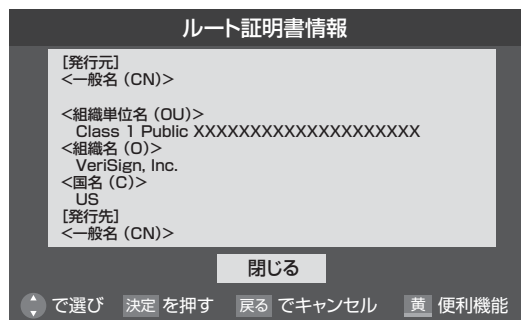 ルート証明書情報
[発行元]
<一般名 (CN)>
<組織単位名 (OU)>
Class 1 Public XXXXXXXXXXXXXXXXXXXX
<組織名 (O)>
VeriSign, Inc.
<国名 (C)>
US
[発行先]
<一般名 (CN)>
閉じる
で選び 決定 を押す 戻る でキャンセル 黄 便利機能